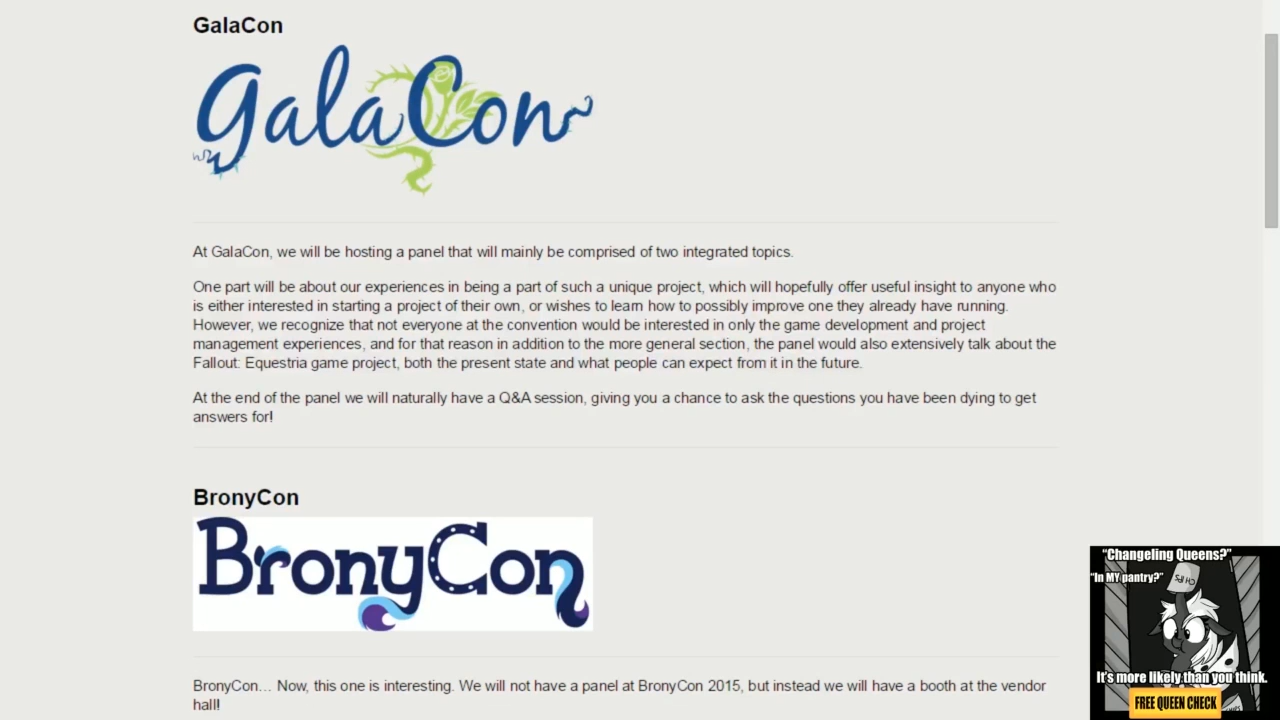 GalaCon
galaCon
At GalaCon, we will be hosting a panel that will mainly be comprised of two integrated topics.
One part will be about our experiences in being a part of such a unique project, which will hopefully offer useful insight to anyone who
is either interested in starting a project of their own, or wishes to learn how to possibly improve one they already have running.
However, we recognize that not everyone at the convention would be interested in only the game development and project
management experiences, and for that reason in addition to the more general section, the panel would also extensively talk about the
Fallout: Equestria game project, both the present state and what people can expect from it in the future.
At the end of the panel we will naturally have a Q&A session, giving you a chance to ask the questions you have been dying to get
answers for!
BronyCon
BronyCon
BronyCon... Now, this one is interesting. We will not have a panel at BronyCon 2015, but instead we will have a booth at the vendor
hall!
"Changeling Queens?"
"In MY pantry?"
It's more likely than you think.
FREE QUEEN CHECK